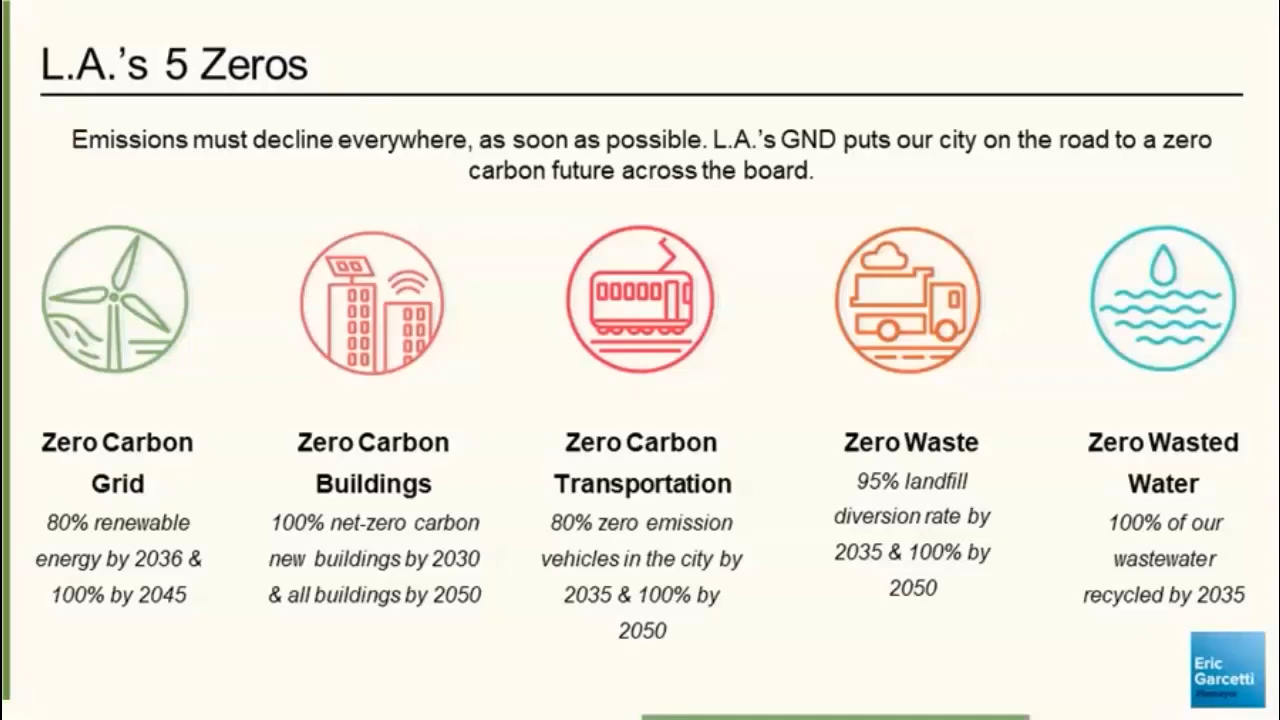 L.A.'s 5 Zeros
Emissions must decline everywhere, as soon as possible. L.A.'s GND puts our city on the road to a zero
carbon future across the board.
Zero Carbon
Grid
80% renewable
energy by 2036 &
100% by 2045
Zero Carbon
Buildings
100% net-zero carbon
new buildings by 2030
& all buildings by 2050
Zero Carbon
Transportation
80% zero emission
vehicles in the city by
2035 & 100% by
2050
Zero Waste
95% landfill
diversion rate by
2035 & 100% by
2050
Zero Wasted
Water
100% of our
wastewater
recycled by 2035
Eric
Garcetti